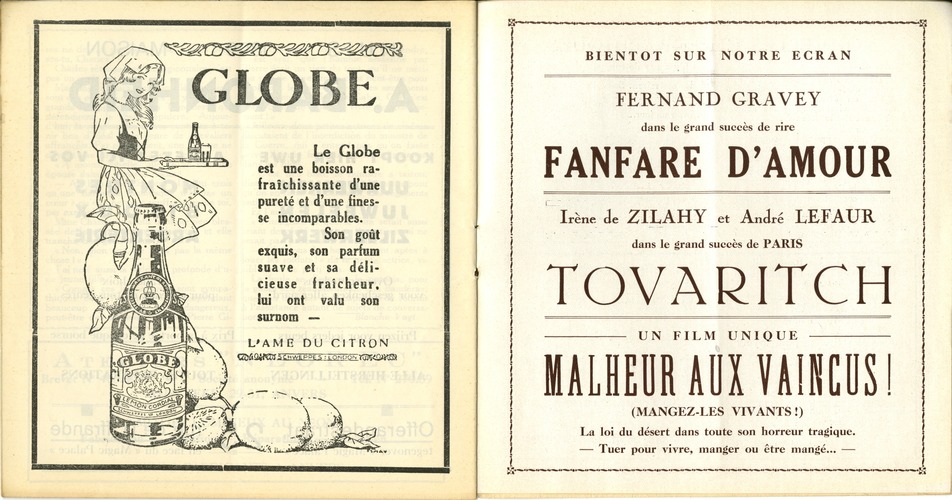 GLOBE
Le Globe
est une boisson ra-
fraîchissante d'une
pureté et d'une fines-
se incomparables.
Son goût
exquis, son parfum
suave et sa déli-
cieuse fraîcheur,
lui ont valu son
surnom —
L'AME DU CITRON
SCHWEPPES - LONDON
GLOBE
LEMON CORDIAL
BIENTOT SUR NOTRE ECRAN
FERNAND GRAVEY
dans le grand succès de rire
FANFARE D'AMOUR
Irène de ZILAHY et André LEFAUR
dans le grand succès de PARIS
TOVARITCH
UN FILM UNIQUE
MALHEUR AUX VAINCUS !
(MANGEZ-LES VIVANTS !)
La loi du désert dans toute son horreur tragique.
— Tuer pour vivre, manger ou être mangé... —